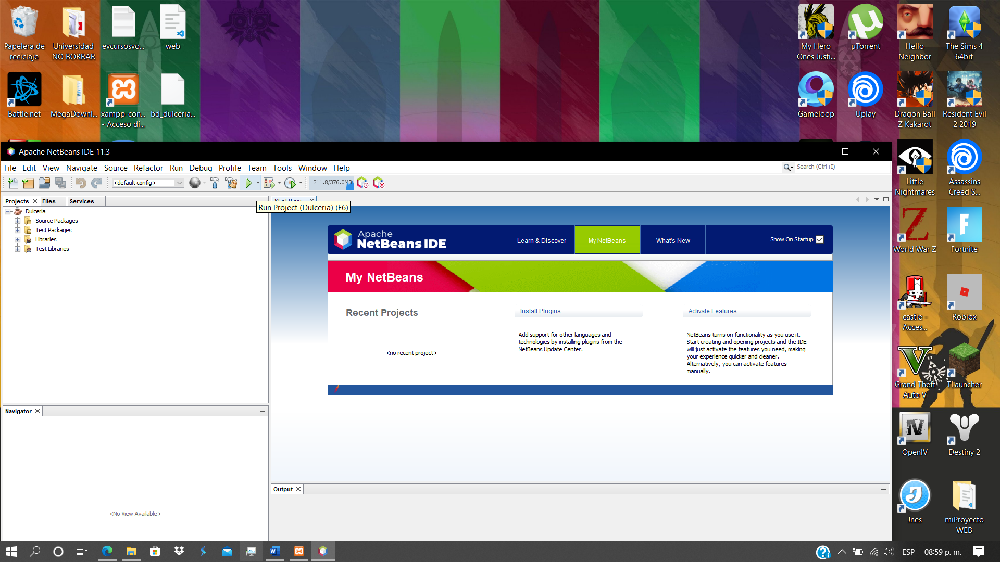 Papelera de
reciclaje
Universidad
NO BORRAR
evcursosvo...
web
Battle.net
MegaDownl...
xampp-con...
- Acceso di...
bd_dulceria...
My Hero
Ones Justi...
µTorrent
Hello
Neighbor
The Sims 4
64bit
Gameloop
Uplay
Dragon Ball
Z Kakarot
Resident Evil
2 2019
Little
Nightmares
Assassins
Creed S...
World War Z
Fortnite
castle -
Acces...
Roblox
Grand Theft
Auto V
TLauncher
OpenIV
Destiny 2
Jnes
miProyecto
WEB
Apache NetBeans IDE 11.3
File Edit View Navigate Source Refactor Run Debug Profile Team Tools Window Help
Search (Ctrl+I)
<default config>
211.8/376.0MB
Projects Files Services
Start Page
Run Project (Dulceria) (F6)
Dulceria
Source Packages
Test Packages
Libraries
Test Libraries
Apache
NetBeans IDE
Learn & Discover
My NetBeans
What's New
Show On Startup
My NetBeans
Recent Projects
<no recent project>
Install Plugins
Add support for other languages and
technologies by installing plugins from the
NetBeans Update Center.
Activate Features
NetBeans turns on functionality as you use it.
Start creating and opening projects and the IDE
will just activate the features you need, making
your experience quicker and cleaner.
Alternatively, you can activate features
manually.
Navigator
<No View Available>
Output
ESP
08:59 p. m.